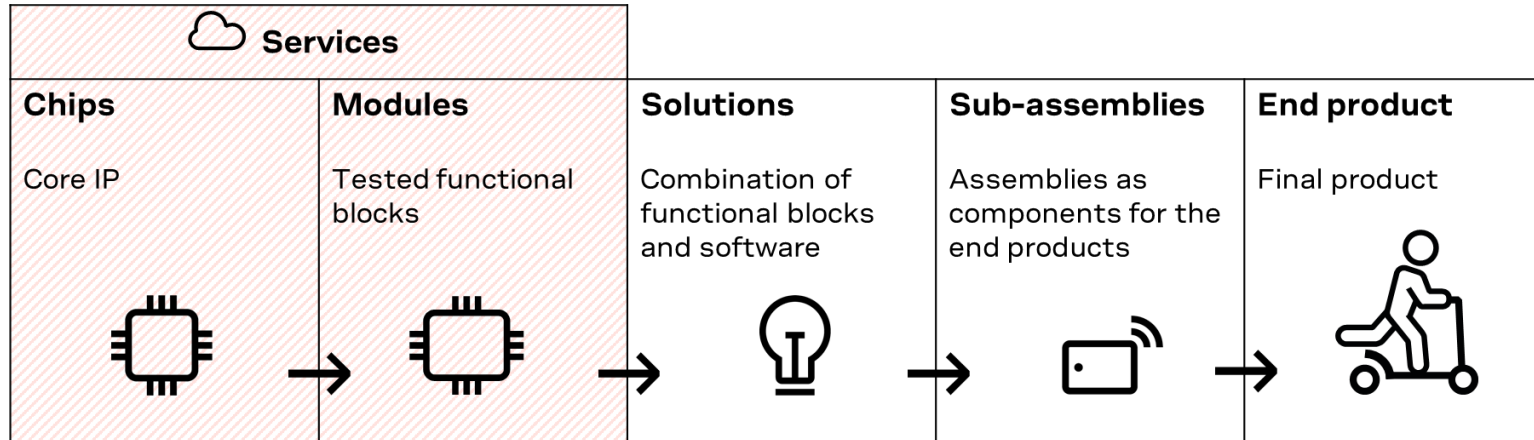 Services
Chips
Core IP
Modules
Tested functional
blocks
Solutions
Combination of
functional blocks
and software
Sub-assemblies
Assemblies as
components for the
end products
End product
Final product